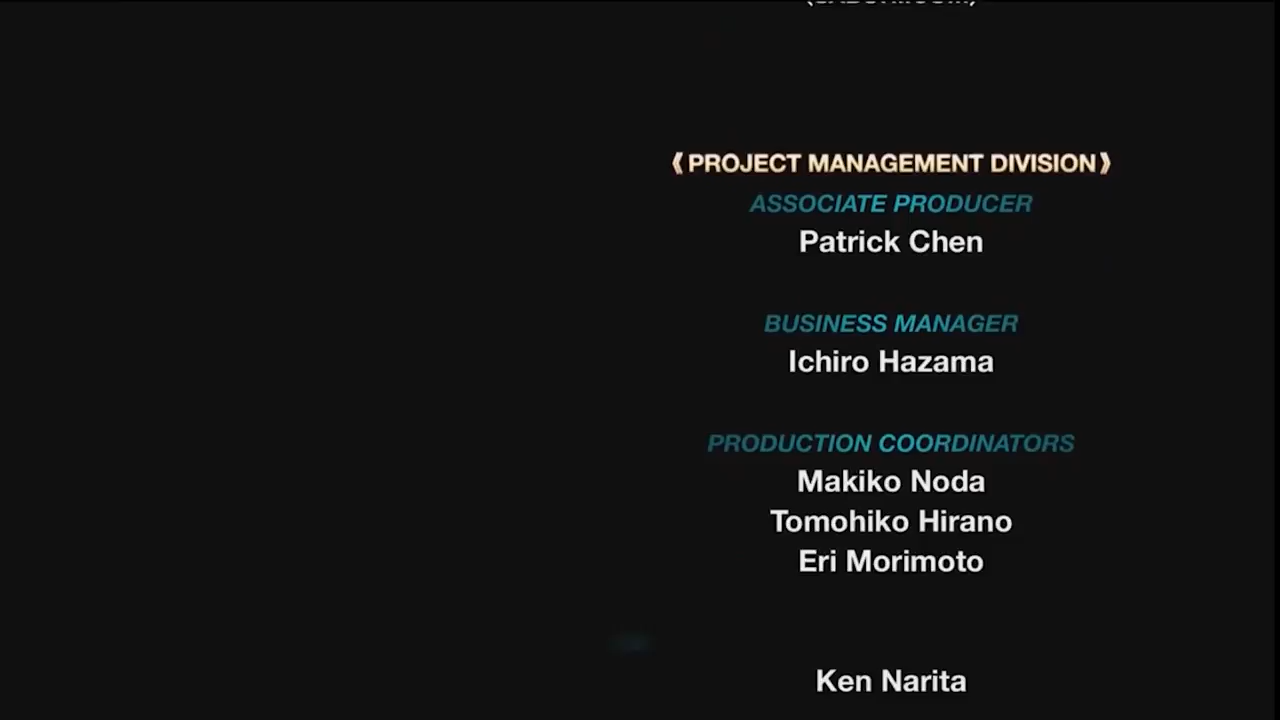 《PROJECT MANAGEMENT DIVISION》
ASSOCIATE PRODUCER
Patrick Chen
BUSINESS MANAGER
Ichiro Hazama
PRODUCTION COORDINATORS
Makiko Noda
Tomohiko Hirano
Eri Morimoto
Ken Narita